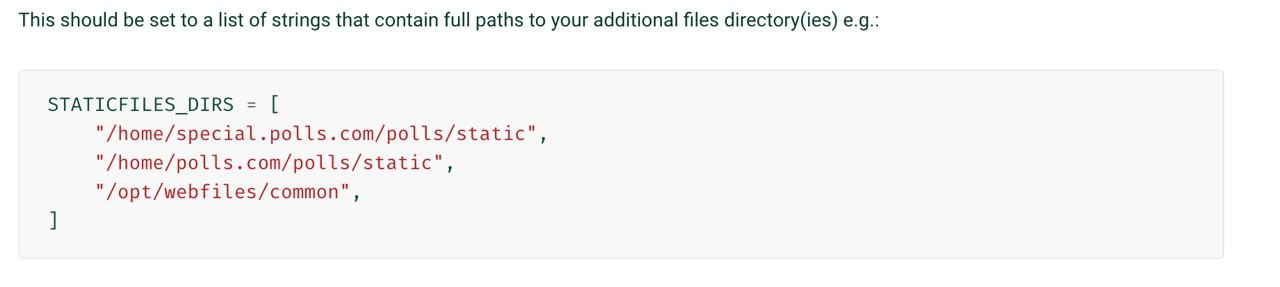 This should be set to a list of strings that contain full paths to your additional files directory(ies) e.g.:
STATICFILES_DIRS = [
    "/home/special.polls.com/polls/static",
    "/home/polls.com/polls/static",
    "/opt/webfiles/common",
]